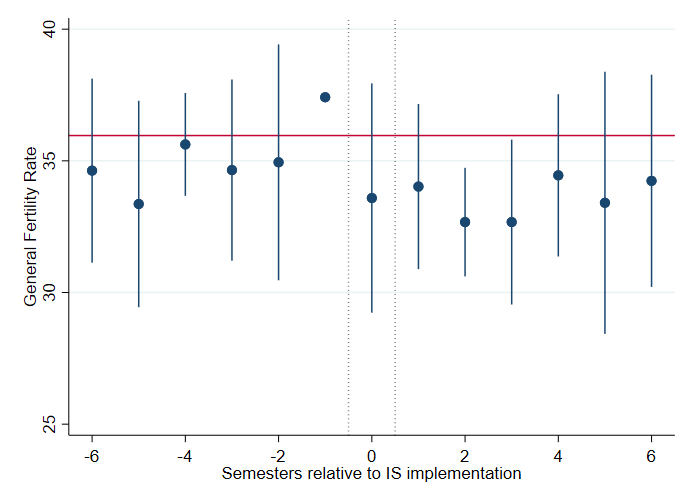 General Fertility Rate
40
35
30
25
-6 -4 -2 0 2 4 6
Semesters relative to IS implementation